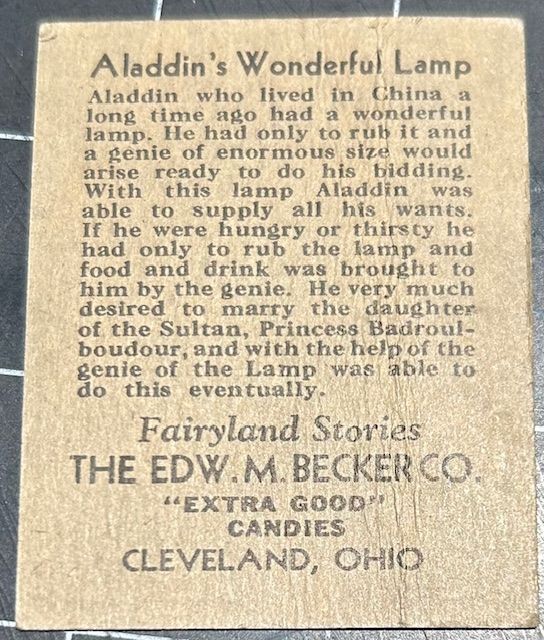 Aladdin's Wonderful Lamp
Aladdin who lived in China a
long time ago had a wonderful
lamp. He had only to rub it and
a genie of enormous size would
arise ready to do his bidding.
With this lamp Aladdin was
able to supply all his wants.
If he were hungry or thirsty he
had only to rub the lamp and
food and drink was brought to
him by the genie. He very much
desired to marry the daughter
of the Sultan, Princess Badroul-
boudour, and with the help of the
genie of the Lamp was able to
do this eventually.
Fairyland Stories
THE EDW. M. BECKER CO.
"EXTRA GOOD"
CANDIES
CLEVELAND, OHIO